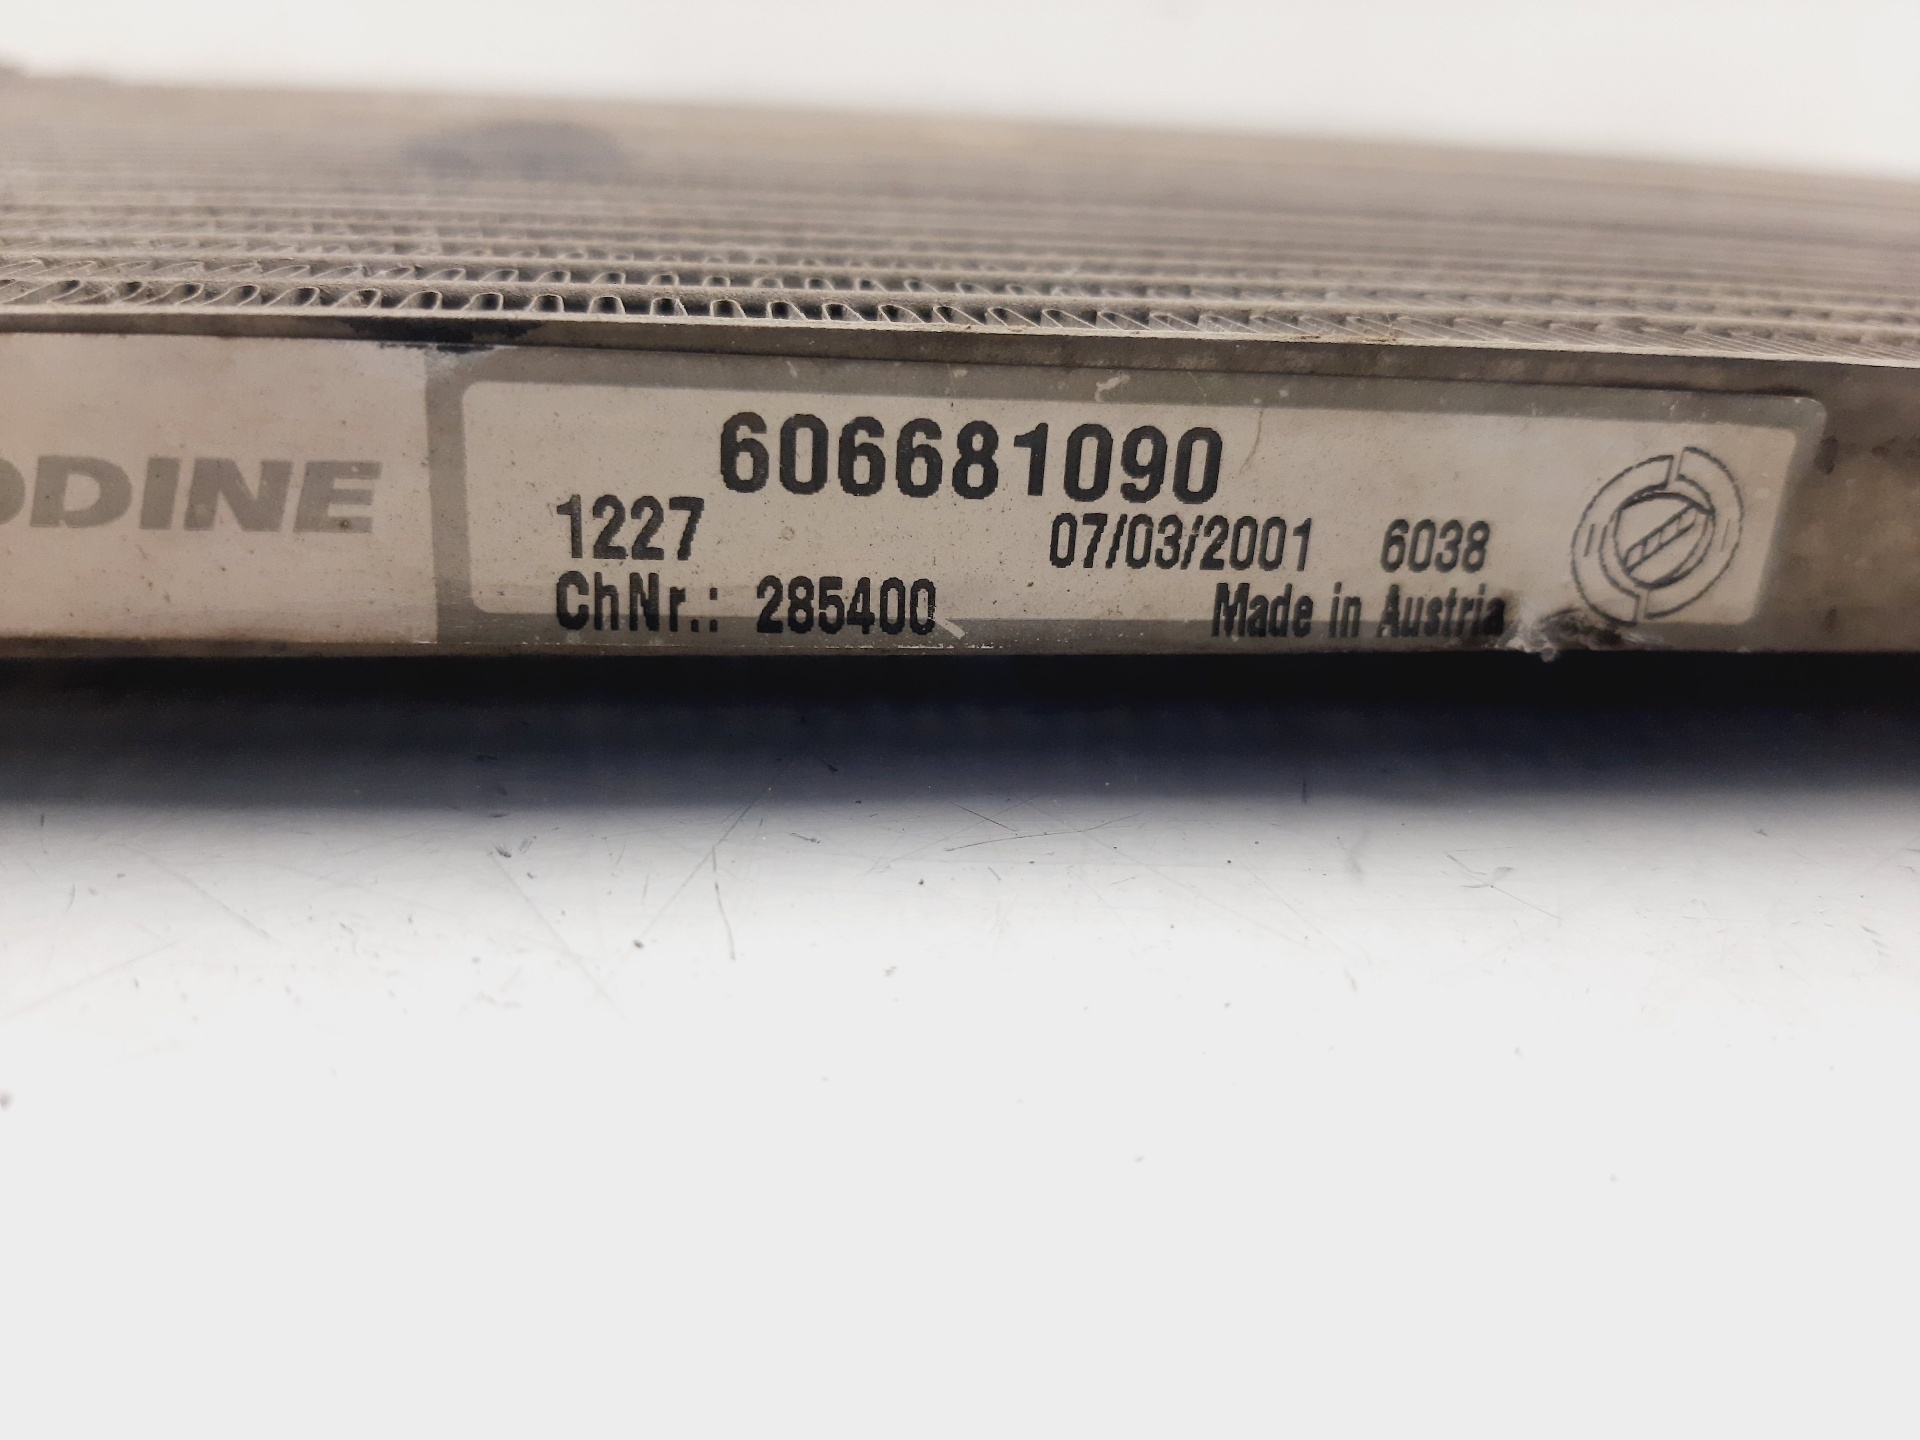 ODINE
606681090
1227 07/03/2001 6038
ChNr.: 285400 Made in Austria